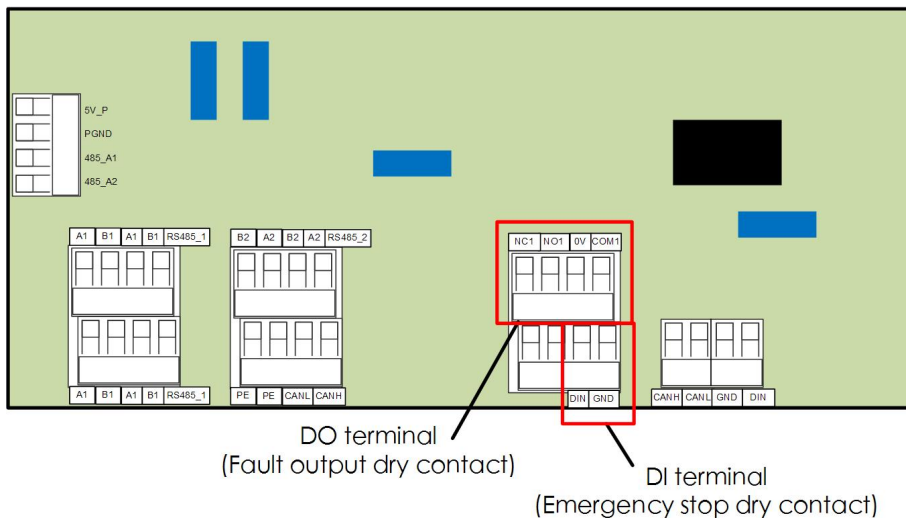 5V_P
PGND
485_A1
485_A2
A1 B1 A1 B1 RS485_1
B2 A2 B2 A2 RS485_2
NC1 NO1 0V COM1
A1 B1 A1 B1 RS485_1
PE PE CANL CANH
DIN GND
CANH CANL GND DIN
DO terminal
(Fault output dry contact)
DI terminal
(Emergency stop dry contact)